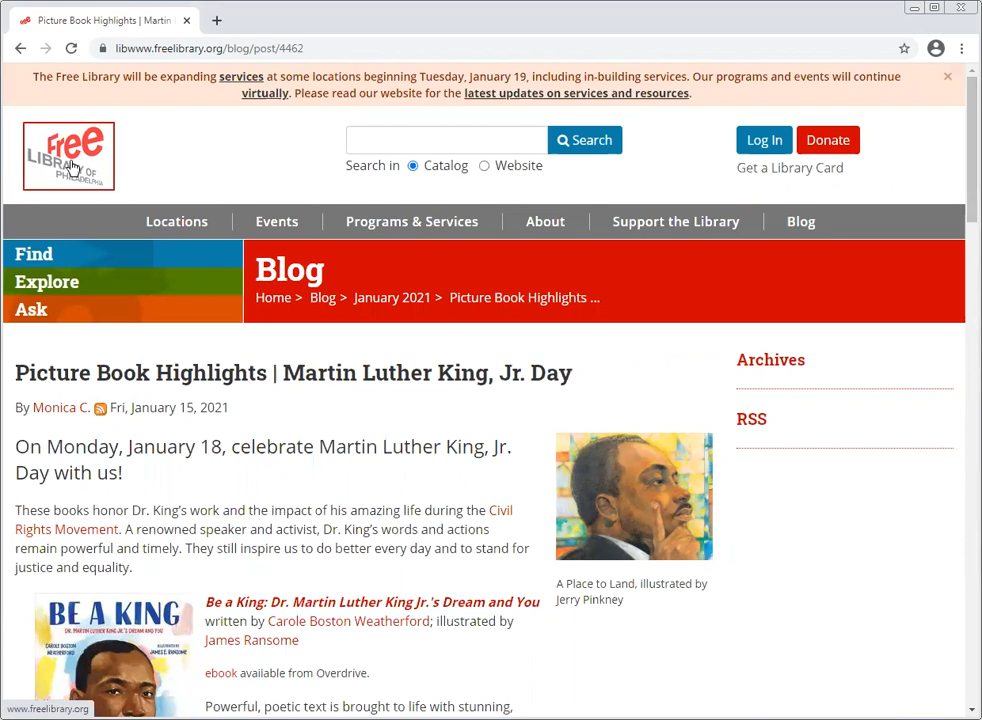 Picture Book Highlights | Martin
libwww.freelibrary.org/blog/post/4462
The Free Library will be expanding services at some locations beginning Tuesday, January 19, including in-building services. Our programs and events will continue
virtually. Please read our website for the latest updates on services and resources.
Free
LIBRARY OF
PHILADELPHIA
Search
Search in Catalog Website
Log In Donate
Get a Library Card
Locations Events Programs & Services About Support the Library Blog
Find
Explore
Ask
Blog
Home > Blog > January 2021 > Picture Book Highlights ...
Picture Book Highlights | Martin Luther King, Jr. Day
By Monica C. Fri, January 15, 2021
On Monday, January 18, celebrate Martin Luther King, Jr.
Day with us!
These books honor Dr. King's work and the impact of his amazing life during the Civil
Rights Movement. A renowned speaker and activist, Dr. King's words and actions
remain powerful and timely. They still inspire us to do better every day and to stand for
justice and equality.
A Place to Land, illustrated by
Jerry Pinkney
Archives
RSS
BE A KING
DR. MARTIN LUTHER KING JR.'S DREAM AND YOU
CAROLE BOSTON
WEATHERFORD
JAMES E. RANSOME
Be a King: Dr. Martin Luther King Jr.'s Dream and You
written by Carole Boston Weatherford; illustrated by
James Ransome
ebook available from Overdrive.
Powerful, poetic text is brought to life with stunning,
www.freelibrary.org